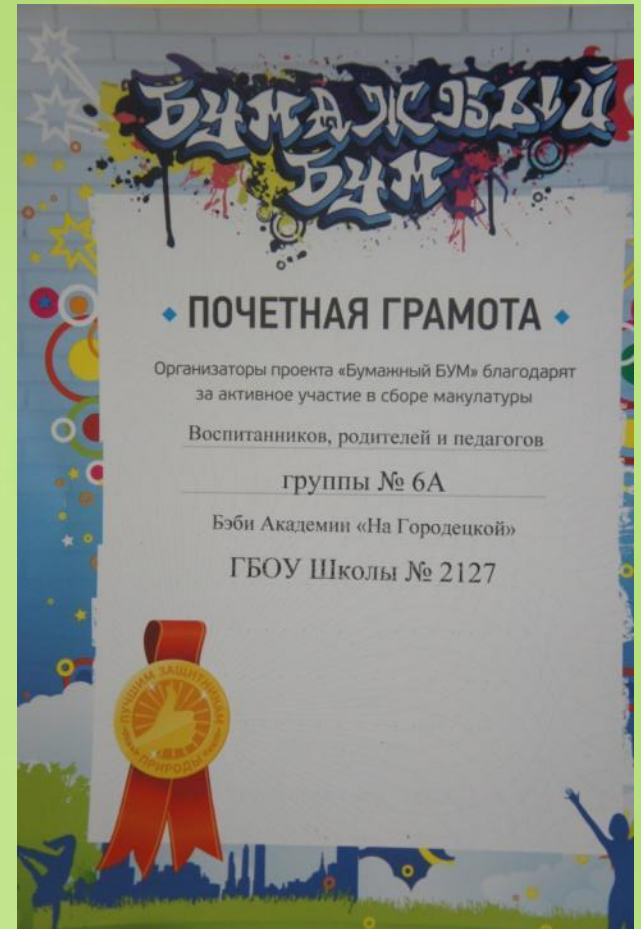 БУМАЖНЫЙ
БУМ
ПОЧЕТНАЯ ГРАМОТА
Организаторы проекта «Бумажный БУМ» благодарят
за активное участие в сборе макулатуры
Воспитанников, родителей и педагогов
группы № 6А
Бэби Академии «На Городецкой»
ГБОУ Школы № 2127
ЛУЧШИМ ЗАЩИТНИКАМ
ПРИРОДЫ